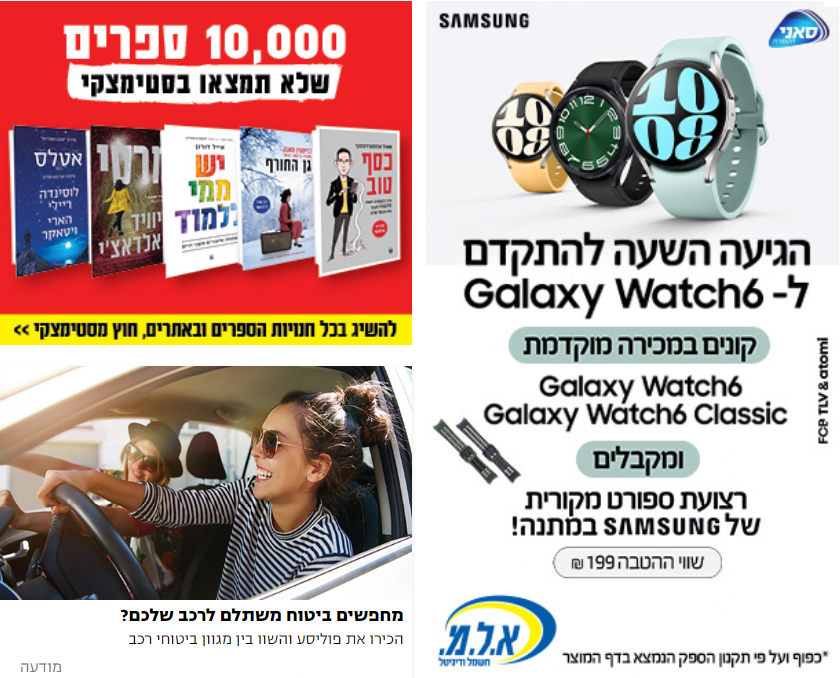 10,000 ספרים
שלא תמצאו בסטימצקי
אטלס
לוסינדה
ריילי
הארי
ויטאקר
מרסי
יש
ממי
ללמוד
גן החורף
כסף
טוב
להשיג בכל חנויות הספרים ובאתרים, חוץ מסטימצקי >>
מחפשים ביטוח משתלם לרכב שלכם?
הכירו את פוליסע והשוו בין מגוון ביטוחי רכב
מודעה
SAMSUNG
סאני
10
08
10
08
הגיעה השעה להתקדם
ל- Galaxy Watch6
קונים במכירה מוקדמת
Galaxy Watch6
Galaxy Watch6 Classic
ומקבלים
רצועת ספורט מקורית
של SAMSUNG במתנה!
שווי ההטבה 199 ₪
FCB TLV & atomi
א.ל.מ.
חשמל ודיגיטל
*כפוף ועל פי תקנון הספק הנמצא בדף המוצר